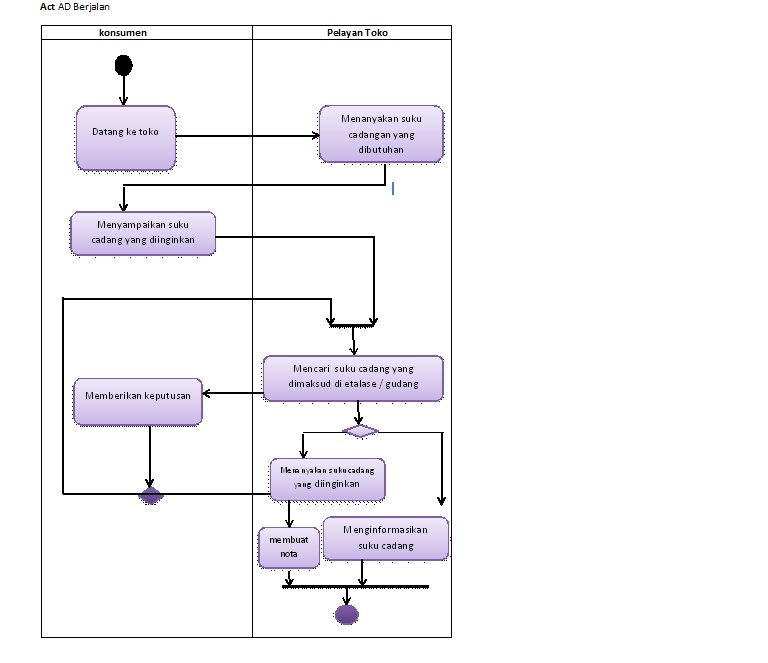 Act AD Berjalan
konsumen
Pelayan Toko
Datang ke toko
Menanyakan suku
cadangan yang
dibutuhan
Menyampaikan suku
cadang yang diinginkan
Mencari suku cadang yang
dimaksud di etalase / gudang
Memberikan keputusan
Menanyakan suku cadang
yang diinginkan
membuat
nota
Menginformasikan
suku cadang